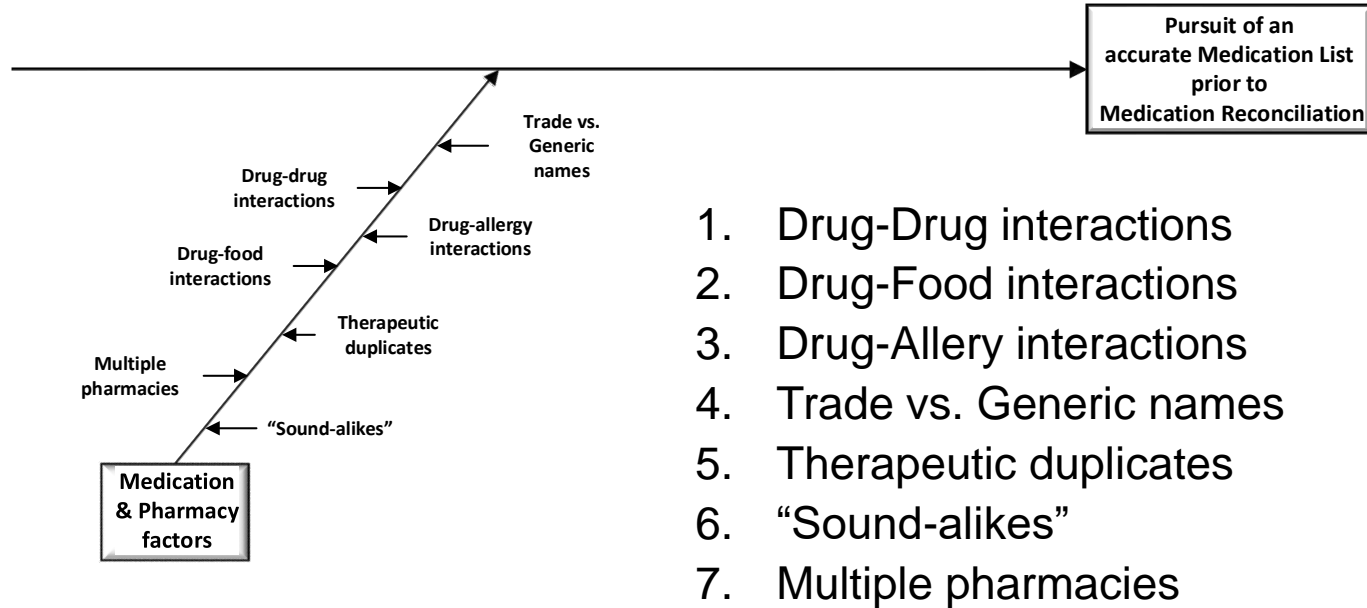 Pursuit of an
accurate Medication List
prior to
Medication Reconciliation
Trade vs.
Generic
names
Drug-drug
interactions
Drug-allergy
interactions
Drug-food
interactions
Therapeutic
duplicates
Multiple
pharmacies
“Sound-alikes”
Medication
& Pharmacy
factors
1. Drug-Drug interactions
2. Drug-Food interactions
3. Drug-Allery interactions
4. Trade vs. Generic names
5. Therapeutic duplicates
6. “Sound-alikes”
7. Multiple pharmacies